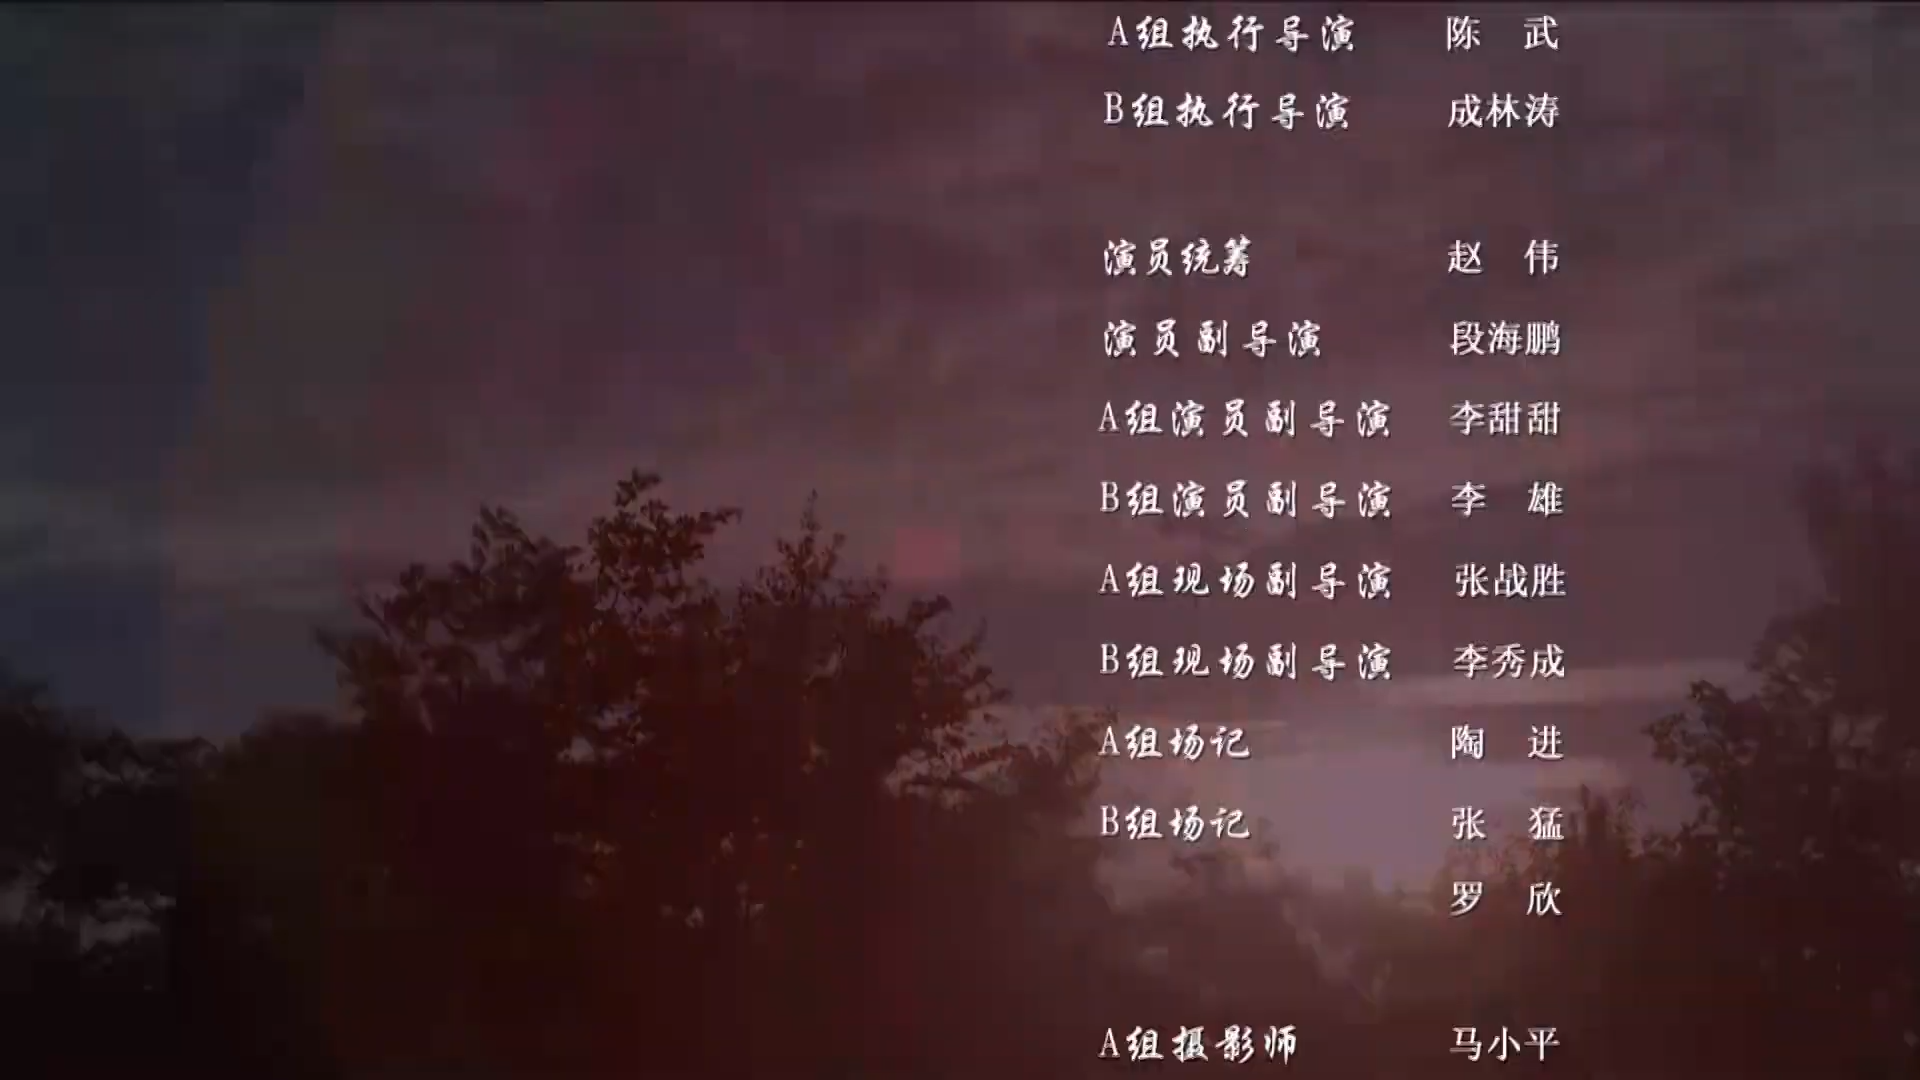 A组执行导演 陈 武
B组执行导演 成林涛
演员统筹 赵 伟
演员副导演 段海鹏
A组演员副导演 李甜甜
B组演员副导演 李 雄
A组现场副导演 张战胜
B组现场副导演 李秀成
A组场记 陶 进
B组场记 张 猛
罗 欣
A组摄影师 马小平